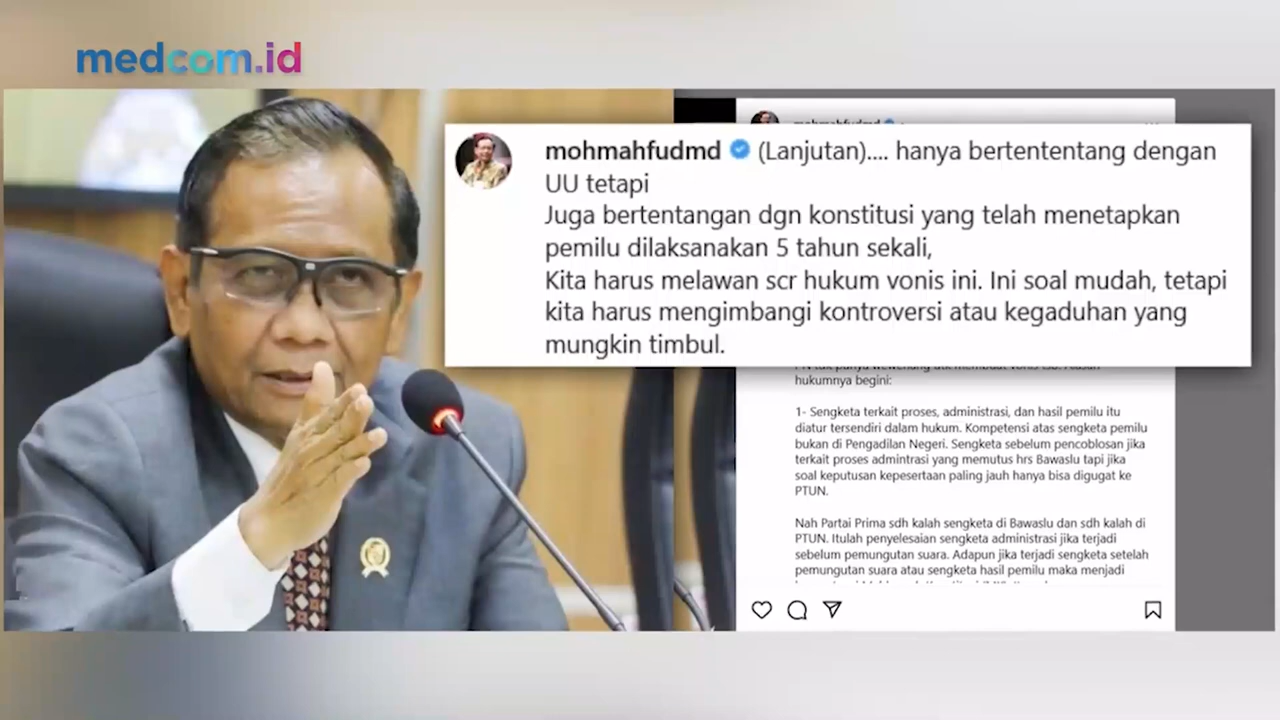 medcom.id
mohmahfudmd (Lanjutan).... hanya bertententang dengan
UU tetapi
Juga bertentangan dgn konstitusi yang telah menetapkan
pemilu dilaksanakan 5 tahun sekali,
Kita harus melawan scr hukum vonis ini. Ini soal mudah, tetapi
kita harus mengimbangi kontroversi atau kegaduhan yang
mungkin timbul.
hukumnya begini:
1- Sengketa terkait proses, administrasi, dan hasil pemilu itu
diatur tersendiri dalam hukum. Kompetensi atas sengketa pemilu
bukan di Pengadilan Negeri. Sengketa sebelum pencoblosan jika
terkait proses admintrasi yang memutus hrs Bawaslu tapi jika
soal keputusan kepesertaan paling jauh hanya bisa digugat ke
PTUN.
Nah Partai Prima sdh kalah sengketa di Bawaslu dan sdh kalah di
PTUN. Itulah penyelesaian sengketa administrasi jika terjadi
sebelum pemungutan suara. Adapun jika terjadi sengketa setelah
pemungutan suara atau sengketa hasil pemilu maka menjadi